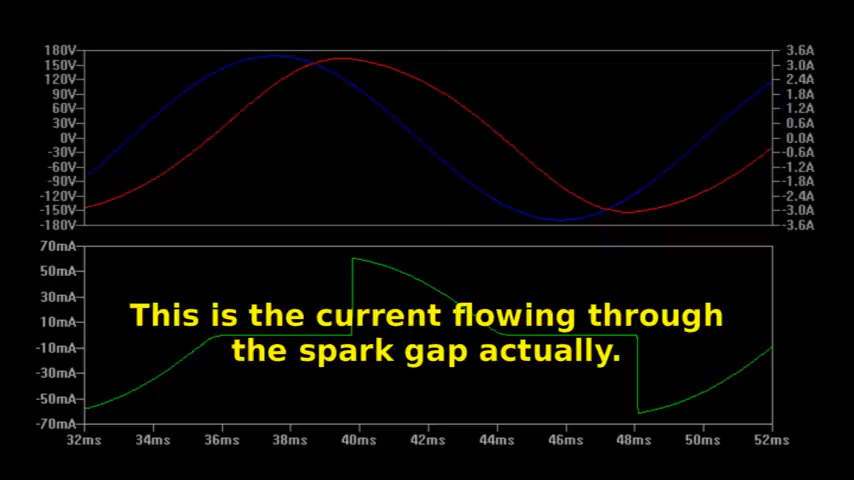 180V
3.6A
150V
3.0A
120V
2.4A
90V
1.8A
60V
1.2A
30V
0.6A
0V
0.0A
-30V
-0.6A
-60V
-1.2A
-90V
-1.8A
-120V
-2.4A
-150V
-3.0A
-180V
-3.6A
70mA
50mA
30mA
10mA
-10mA
-30mA
-50mA
-70mA
This is the current flowing through
the spark gap actually.
32ms 34ms 36ms 38ms 40ms 42ms 44ms 46ms 48ms 50ms 52ms